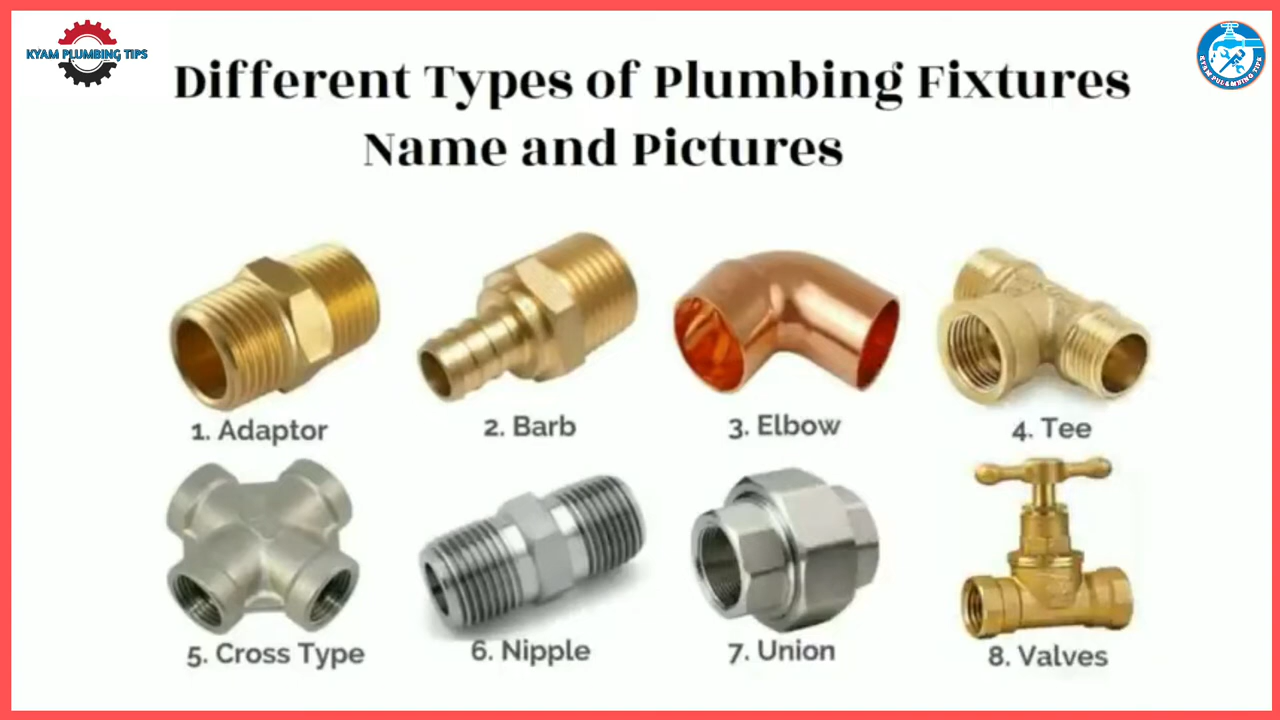 KYAM PLUMBING TIPS
Different Types of Plumbing Fixtures
Name and Pictures
1. Adaptor
2. Barb
3. Elbow
4. Tee
5. Cross Type
6. Nipple
7. Union
8. Valves